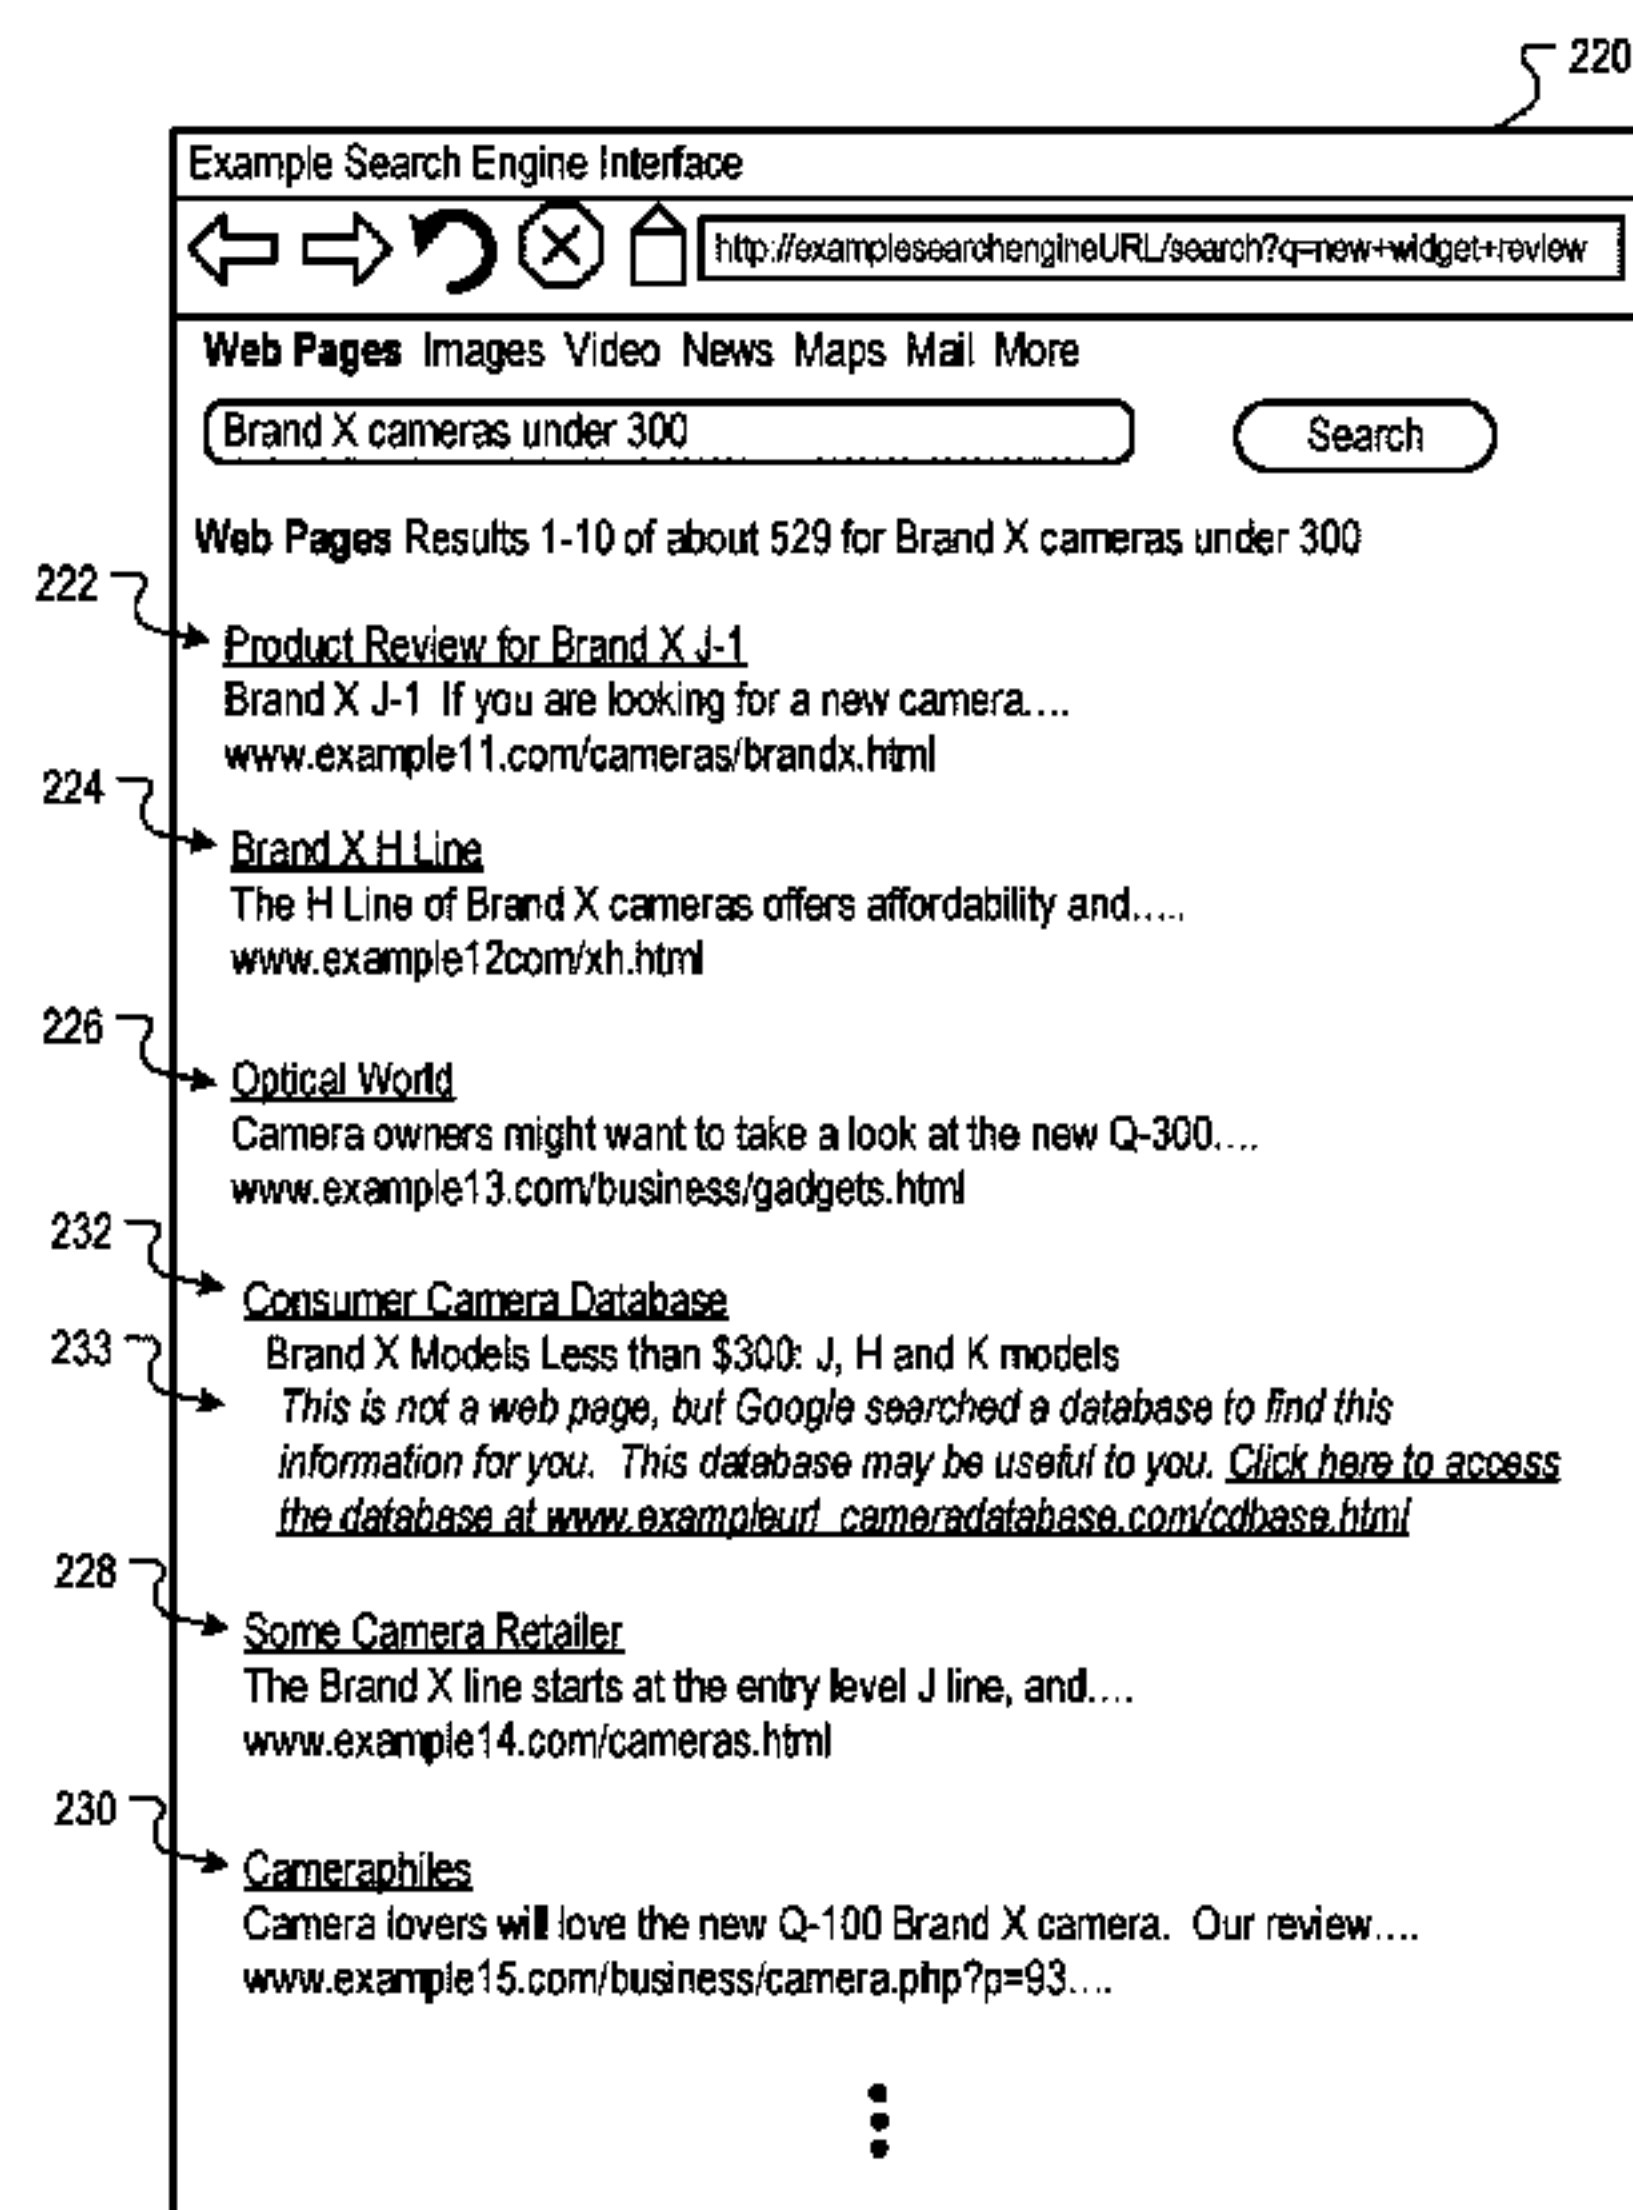 220
Example Search Engine Interface
http://examplesearchengineURL/search?q=new+widget+review
Web Pages Images Video News Maps Mail More
Brand X cameras under 300
Search
Web Pages Results 1-10 of about 529 for Brand X cameras under 300
222
Product Review for Brand X J-1
Brand X J-1 If you are looking for a new camera....
www.example11.com/cameras/brandx.html
224
Brand X H Line
The H Line of Brand X cameras offers affordability and.....
www.example12com/xh.html
226
Optical World
Camera owners might want to take a look at the new Q-300....
www.example13.com/business/gadgets.html
232
Consumer Camera Database
233
Brand X Models Less than $300: J, H and K models
This is not a web page, but Google searched a database to find this
information for you. This database may be useful to you. Click here to access
the database at www.exampleurl_cameradatabase.com/cdbase.html
228
Some Camera Retailer
The Brand X line starts at the entry level J line, and....
www.example14.com/cameras.html
230
Cameraphiles
Camera lovers will love the new Q-100 Brand X camera. Our review....
www.example15.com/business/camera.php?p=93....